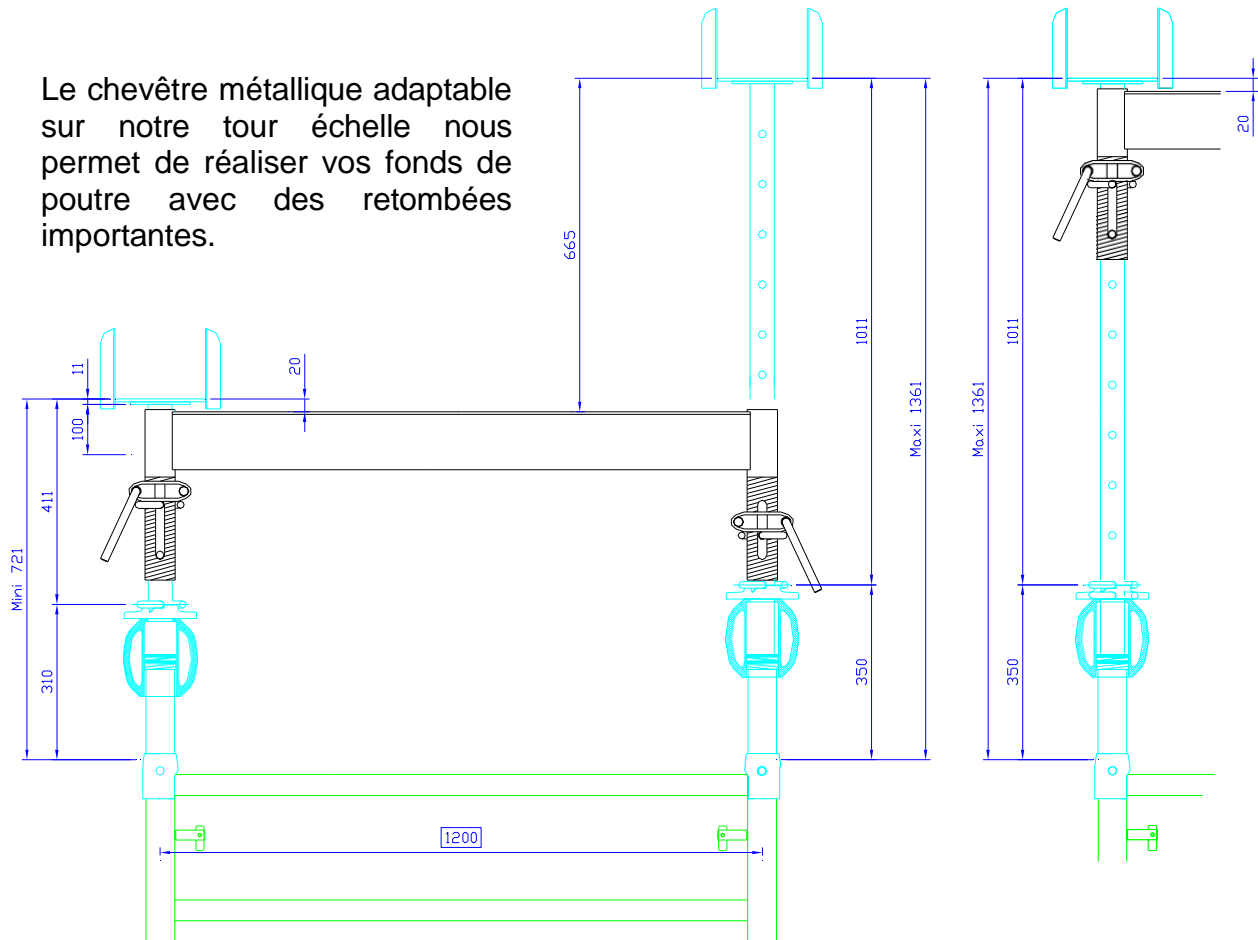 Le chevêtre métallique adaptable
sur notre tour échelle nous
permet de réaliser vos fonds de
poutre avec des retombées
importantes.
20
665
1011
Maxi 1361
1011
Maxi 1361
11
20
100
411
Mini 721
310
350
350
1200